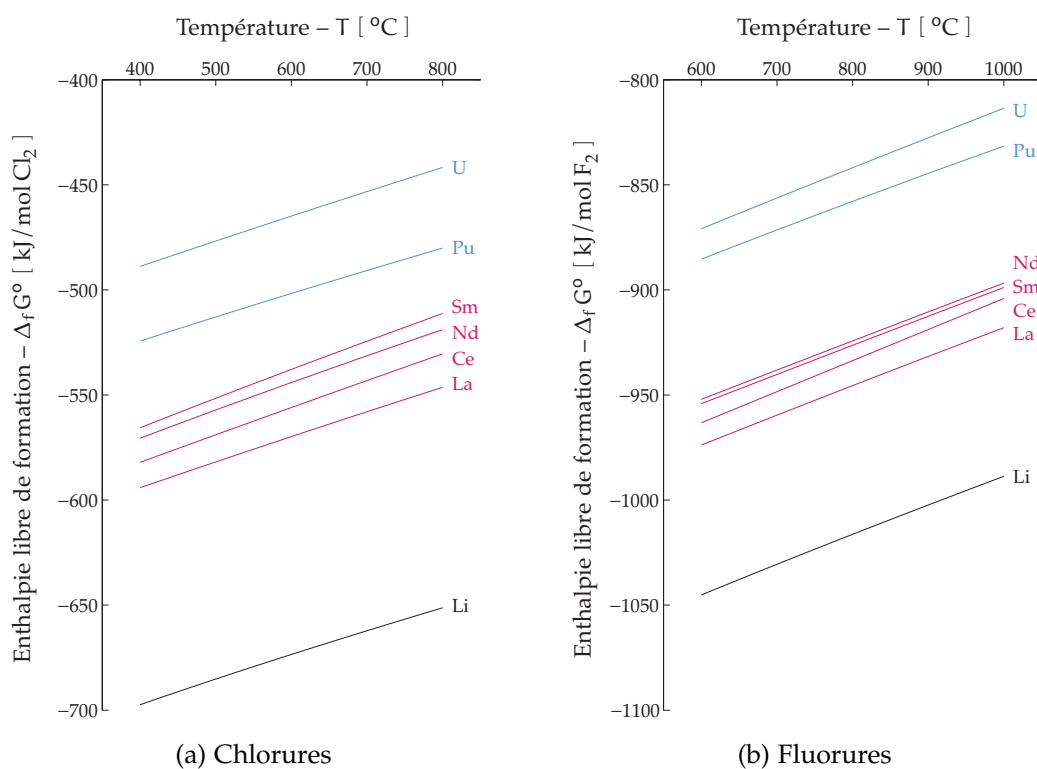 Température – T [ °C]
400 500 600 700 800
Enthalpie libre de formation – ΔfG° [ kJ/mol Cl2 ]
−400
−450
−500
−550
−600
−650
−700
U
Pu
Sm
Nd
Ce
La
Li
(a) Chlorures
Température – T [ °C]
600 700 800 900 1000
Enthalpie libre de formation – ΔfG° [ kJ/mol F2 ]
−800
−850
−900
−950
−1000
−1050
−1100
U
Pu
Nd
Sm
Ce
La
Li
(b) Fluorures